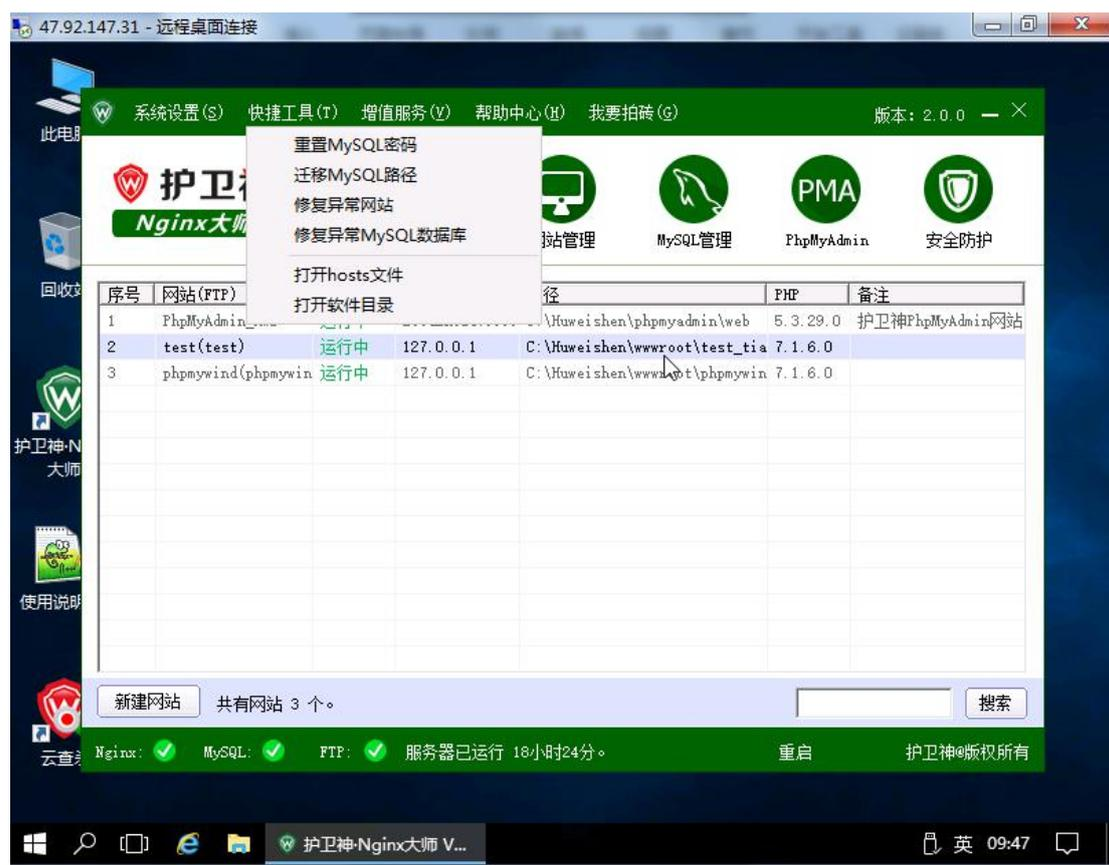 47.92.147.31 - 远程桌面连接
此电脑
系统设置(S) 快捷工具(T) 增值服务(V) 帮助中心(H) 我要拍砖(G) 版本: 2.0.0
重置MySQL密码
迁移MySQL路径
修复异常网站
修复异常MySQL数据库
打开hosts文件
打开软件目录
护卫
Nginx大师
站管理 MySQL管理 PMA PhpMyAdmin 安全防护
回收
序号 网站(FTP) 径 PHP 备注
1 PhpMyAdmin C:\Huweishen\phpmyadmin\web 5.3.29.0 护卫神PhpMyAdmin网站
2 test(test) 运行中 127.0.0.1 C:\Huweishen\wwwroot\test_tia 7.1.6.0
3 phpmywind(phpmywin 运行中 127.0.0.1 C:\Huweishen\wwwroot\phpmywin 7.1.6.0
护卫神·N
大师
使用说明
云查
新建网站 共有网站 3 个。 搜索
Nginx: MySQL: FTP: 服务器已运行 18小时24分。 重启 护卫神@版权所有
护卫神·Nginx大师 V... 英 09:47